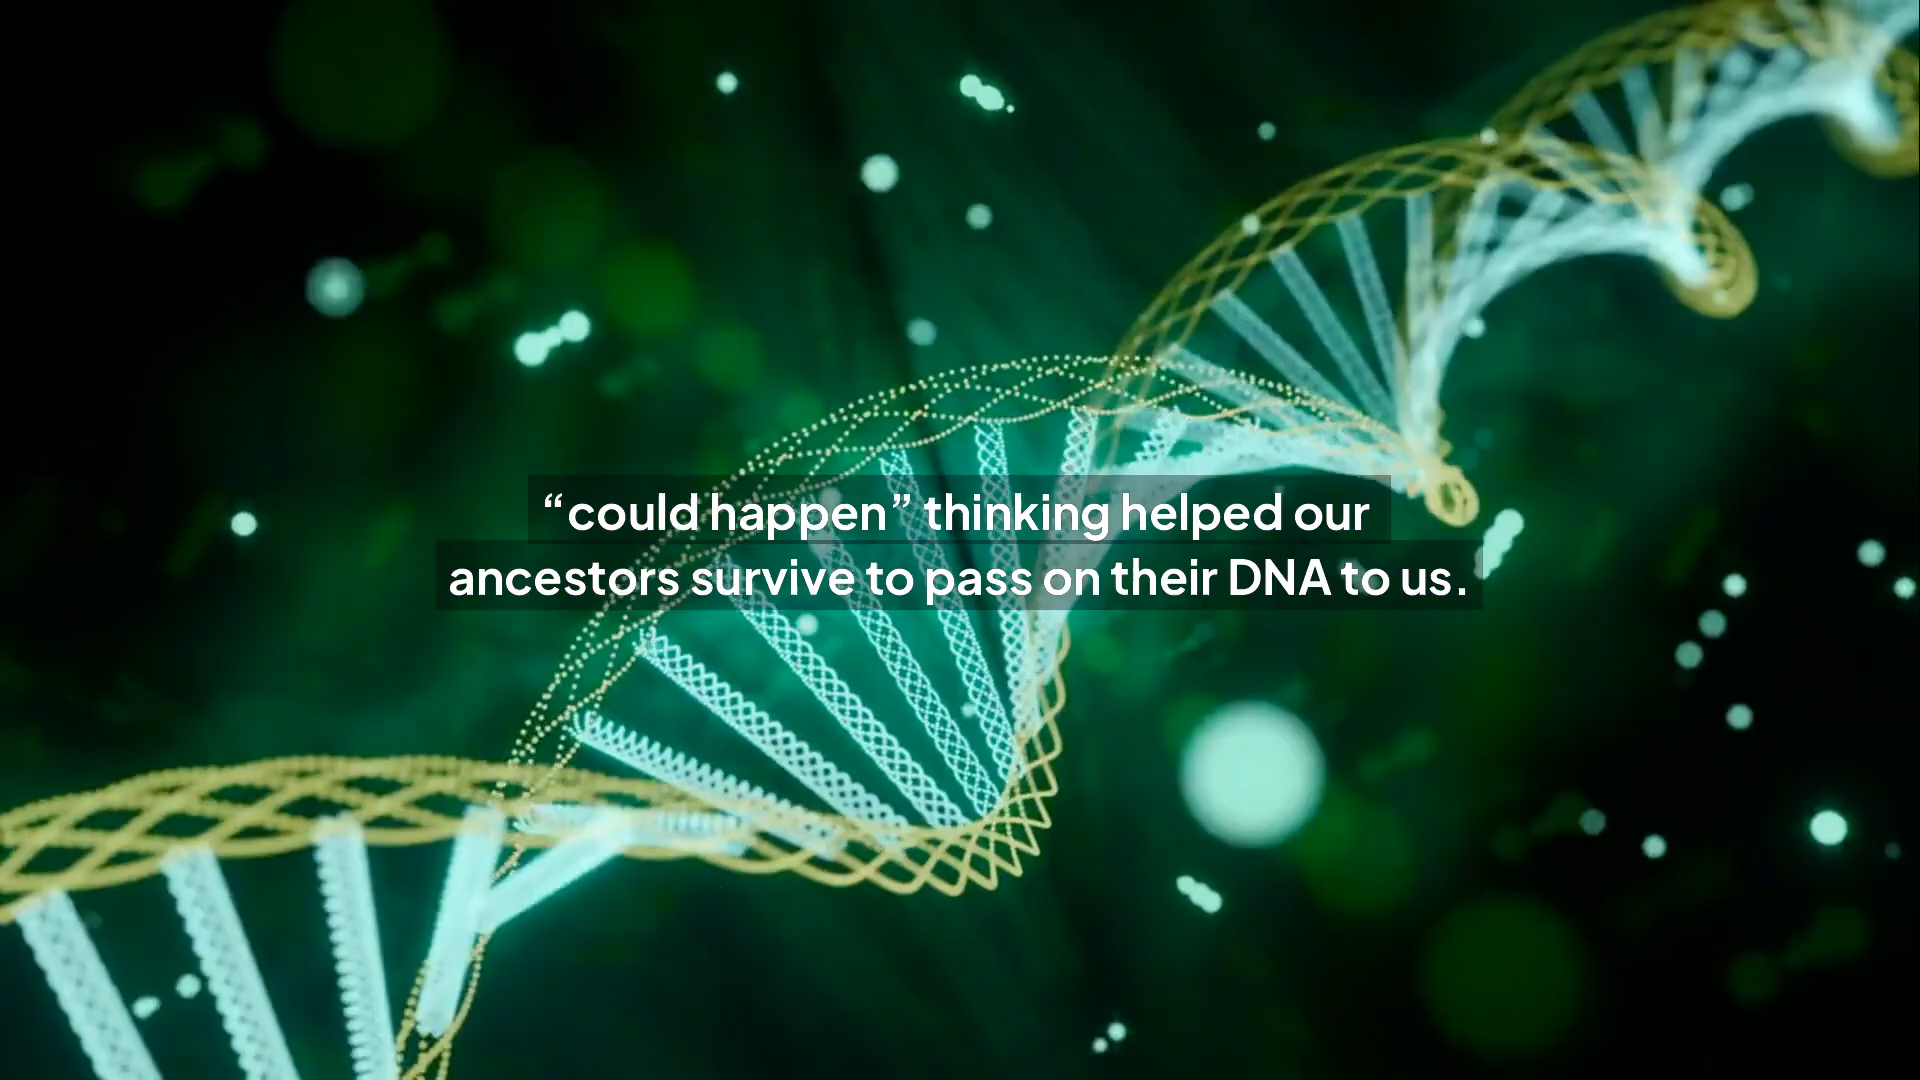 “could happen” thinking helped our
ancestors survive to pass on their DNA to us.